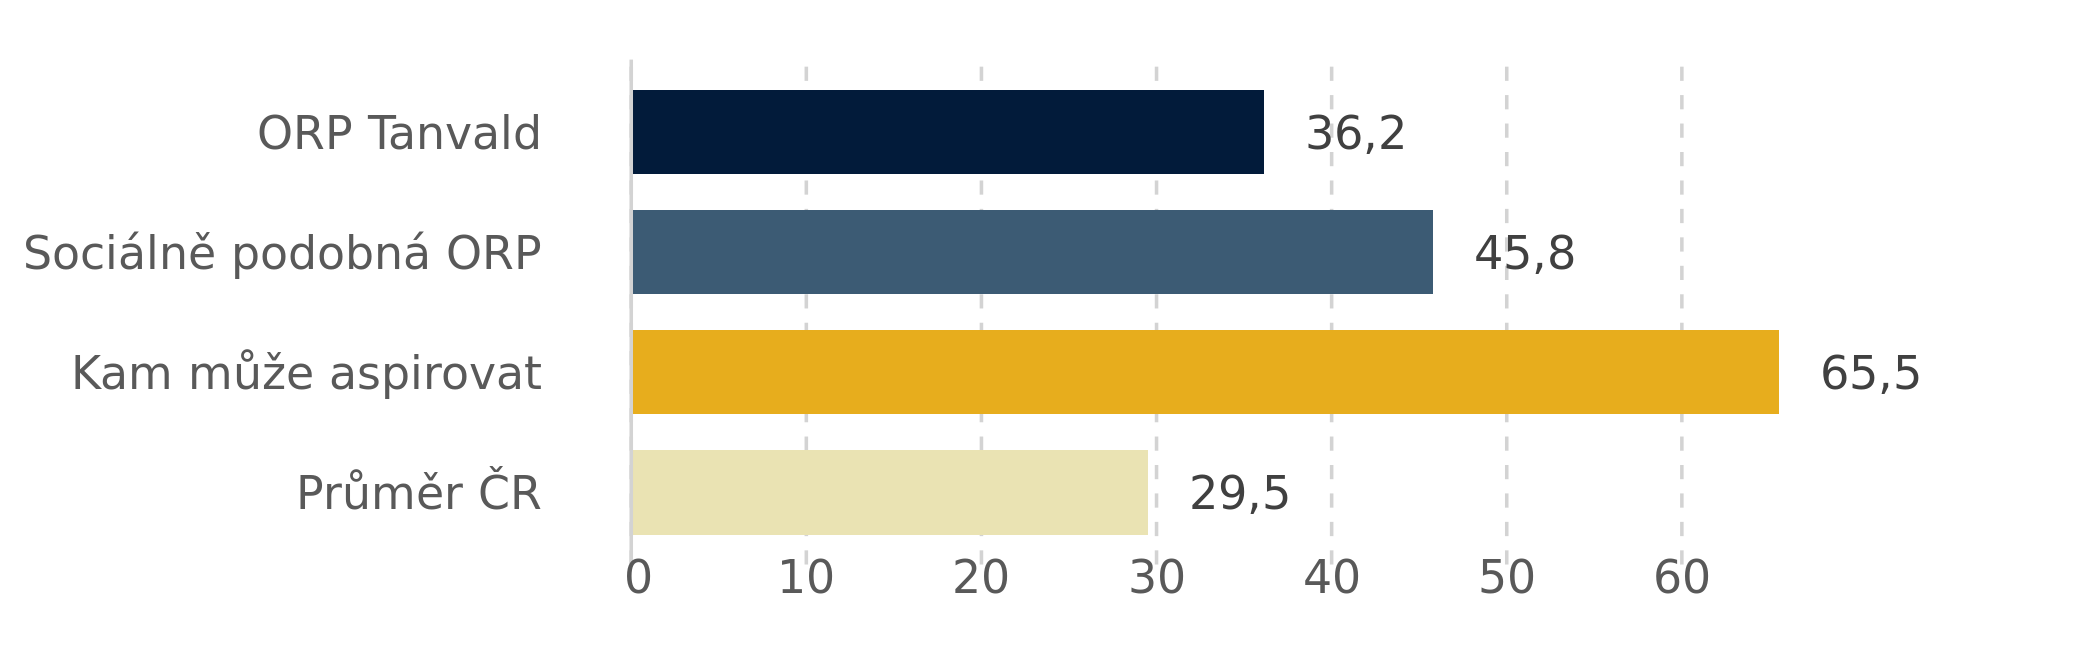 ORP Tanvald 36,2
Sociálně podobná ORP 45,8
Kam může aspirovat 65,5
Průměr ČR 29,5
0 10 20 30 40 50 60